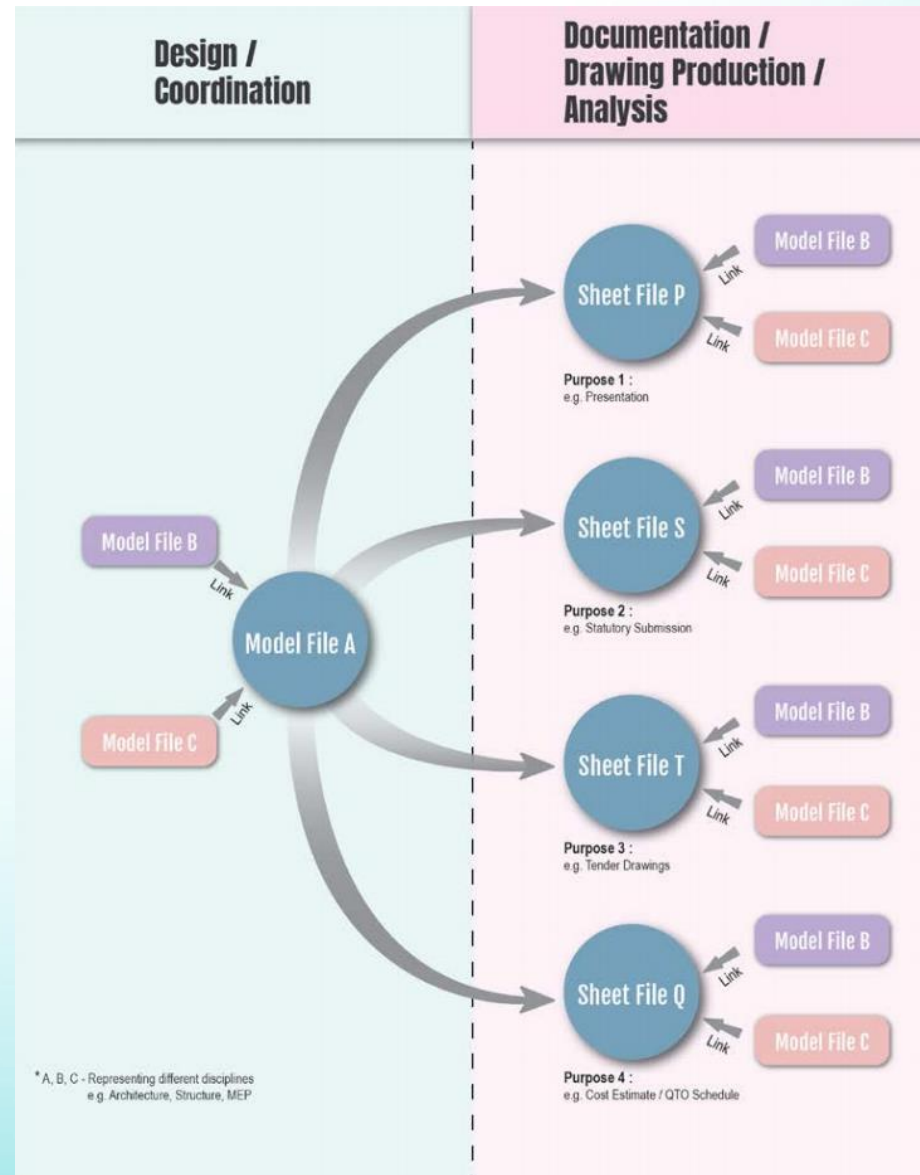 Design /
Coordination
Documentation /
Drawing Production /
Analysis
Model File B
Link
Model File A
Model File C
Link
Sheet File P
Model File B
Link
Model File C
Link
Purpose 1 :
e.g. Presentation
Sheet File S
Model File B
Link
Model File C
Link
Purpose 2 :
e.g. Statutory Submission
Sheet File T
Model File B
Link
Model File C
Link
Purpose 3 :
e.g. Tender Drawings
Sheet File Q
Model File B
Link
Model File C
Link
Purpose 4 :
e.g. Cost Estimate / QTO Schedule
* A, B, C - Representing different disciplines
e.g. Architecture, Structure, MEP